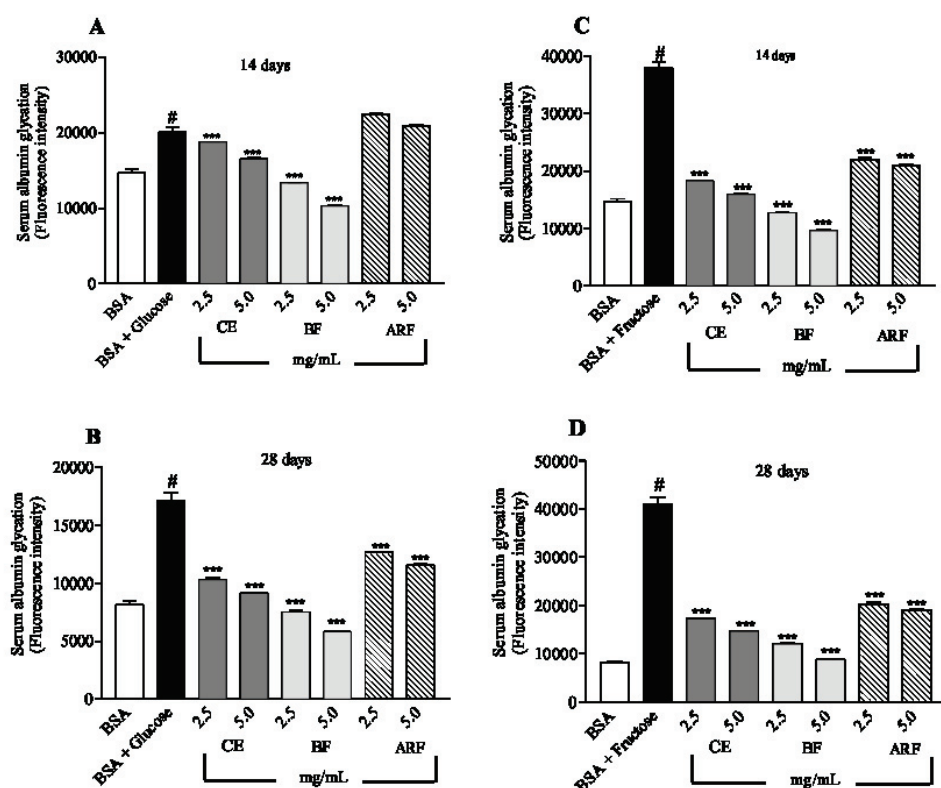 A
14 days
Serum albumin glycation
(Fluorescence intensity)
30000
20000
10000
0
#
***
***
***
***
BSA
BSA + Glucose
2.5
5.0
2.5
5.0
2.5
5.0
CE
BF
ARF
mg/mL
C
14 days
Serum albumin glycation
(Fluorescence intensity)
40000
30000
20000
10000
0
#
***
***
***
***
***
***
BSA
BSA + Fructose
2.5
5.0
2.5
5.0
2.5
5.0
CE
BF
ARF
mg/mL
B
28 days
Serum albumin glycation
(Fluorescence intensity)
20000
15000
10000
5000
0
#
***
***
***
***
***
***
BSA
BSA + Glucose
2.5
5.0
2.5
5.0
2.5
5.0
CE
BF
ARF
mg/mL
D
28 days
Serum albumin glycation
(Fluorescence intensity)
50000
40000
30000
20000
10000
0
#
***
***
***
***
***
***
BSA
BSA + Fructose
2.5
5.0
2.5
5.0
2.5
5.0
CE
BF
ARF
mg/mL